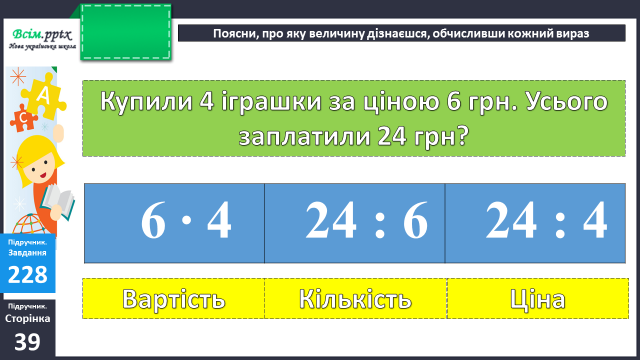 Всім.pptx
Нова українська школа
Поясни, про яку величину дізнаєшся, обчисливши кожний вираз
А
С
Купили 4 іграшки за ціною 6 грн. Усього
заплатили 24 грн?
6 · 4 24 : 6 24 : 4
Вартість Кількість Ціна
Підручник.
Завдання
228
Підручник.
Сторінка
39